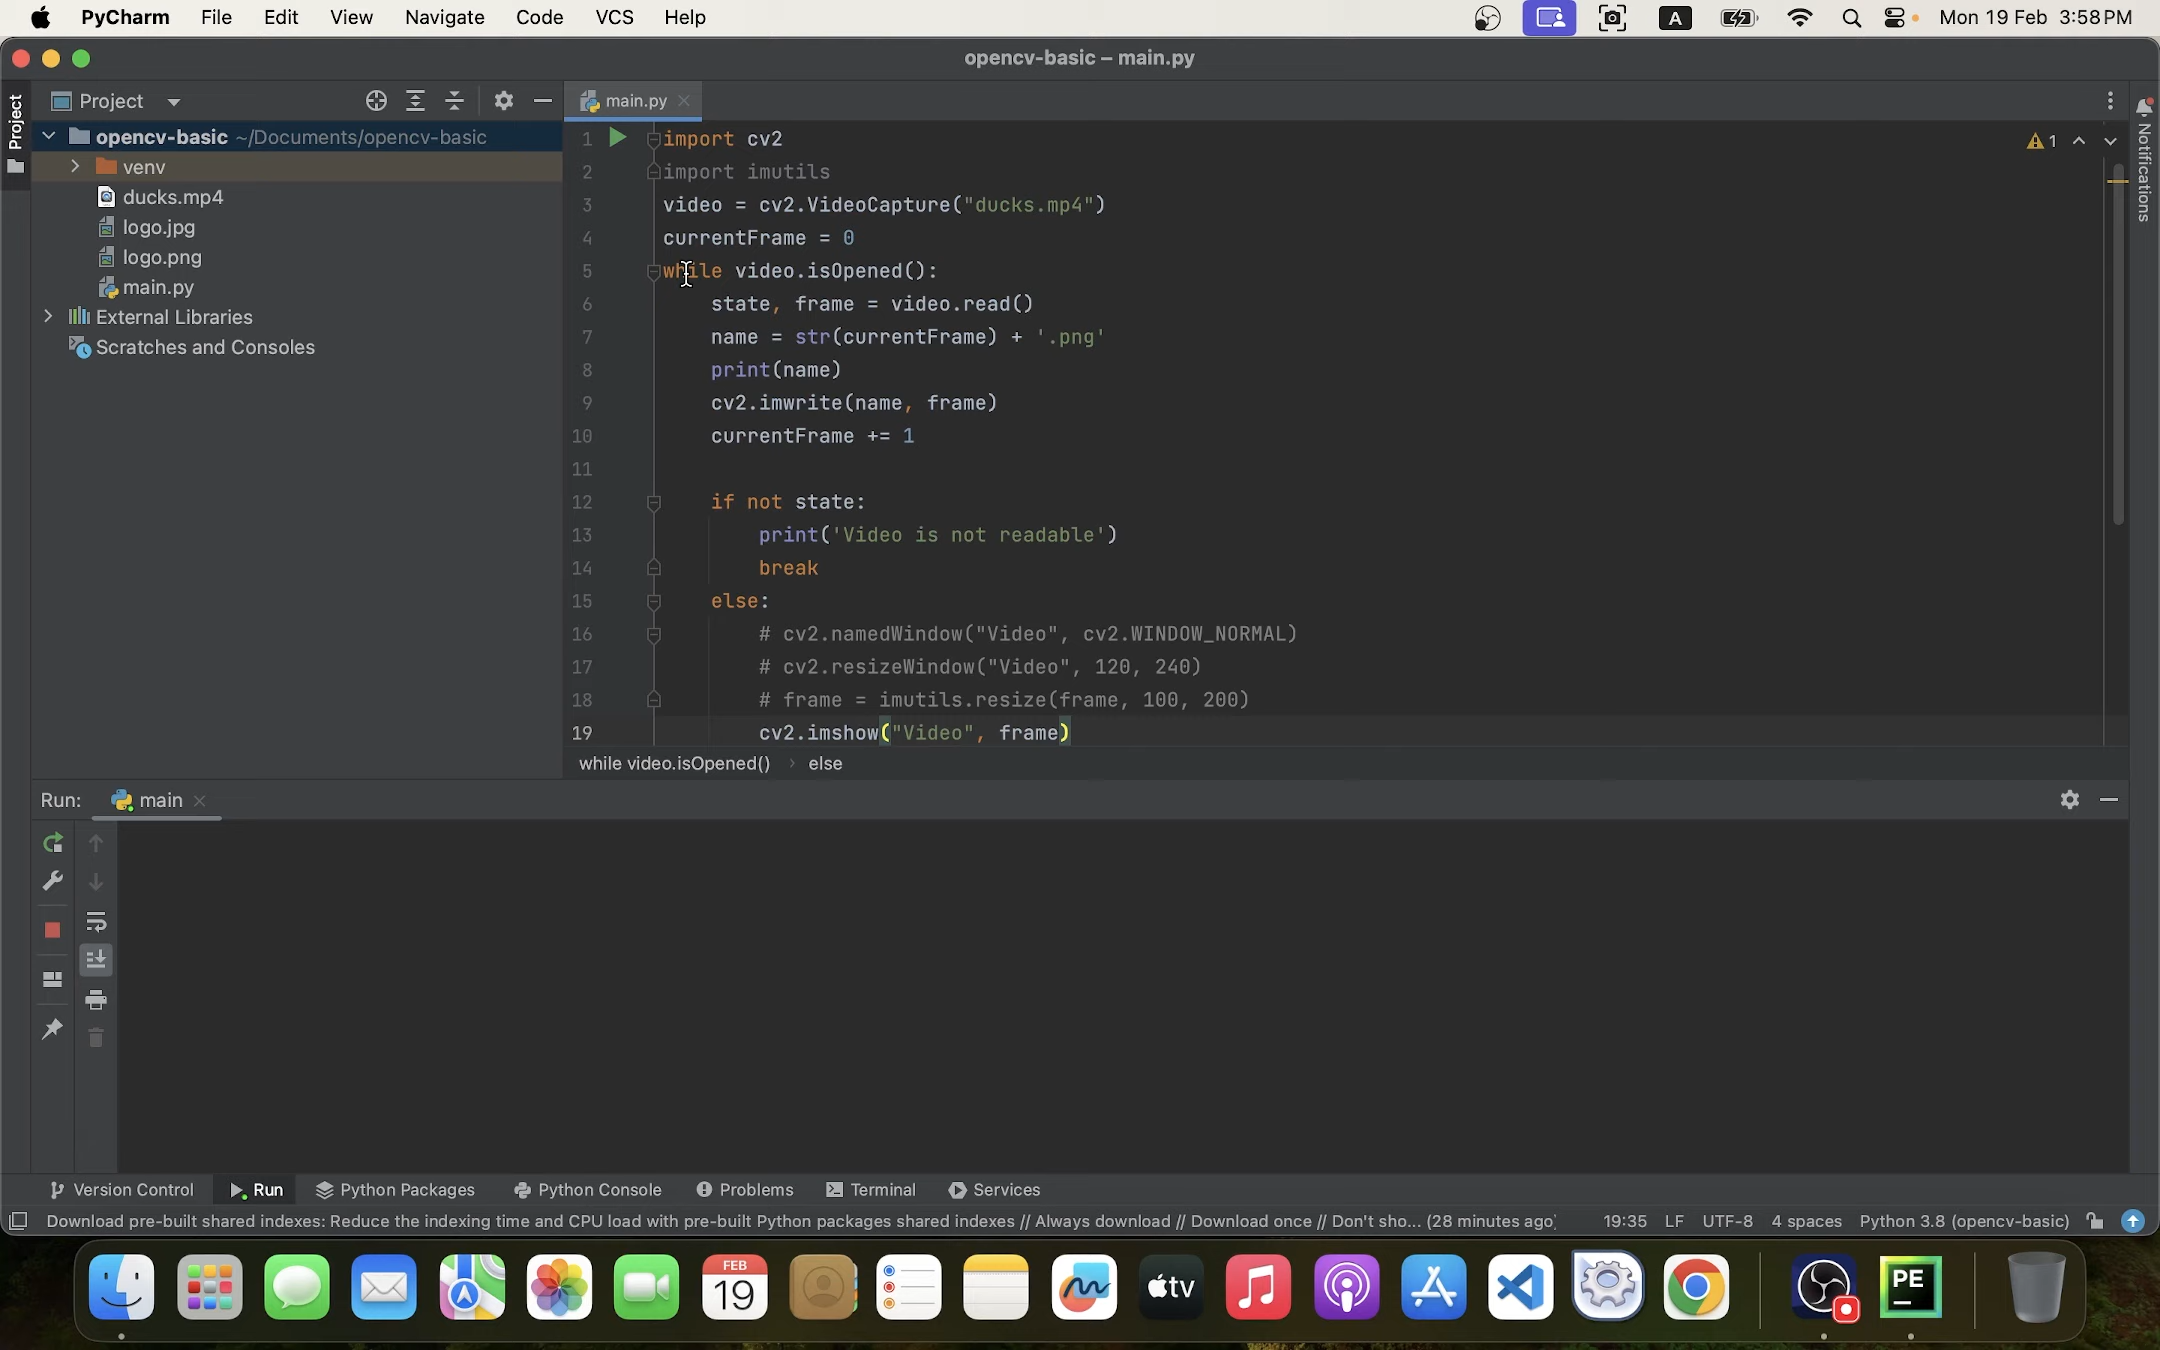 PyCharm File Edit View Navigate Code VCS Help A Mon 19 Feb 3:58 PM
opencv-basic – main.py
Project
Project
main.py
opencv-basic ~/Documents/opencv-basic
venv
ducks.mp4
logo.jpg
logo.png
main.py
External Libraries
Scratches and Consoles
1 import cv2
2 import imutils
3 video = cv2.VideoCapture("ducks.mp4")
4 currentFrame = 0
5 while video.isOpened():
6 state, frame = video.read()
7 name = str(currentFrame) + '.png'
8 print(name)
9 cv2.imwrite(name, frame)
10 currentFrame += 1
11
12 if not state:
13 print('Video is not readable')
14 break
15 else:
16 # cv2.namedWindow("Video", cv2.WINDOW_NORMAL)
17 # cv2.resizeWindow("Video", 120, 240)
18 # frame = imutils.resize(frame, 100, 200)
19 cv2.imshow("Video", frame)
1
Notifications
while video.isOpened() › else
Run: main
Version Control Run Python Packages Python Console Problems Terminal Services
Download pre-built shared indexes: Reduce the indexing time and CPU load with pre-built Python packages shared indexes // Always download // Download once // Don't sho... (28 minutes ago) 19:35 LF UTF-8 4 spaces Python 3.8 (opencv-basic)
FEB
19
tv
PE